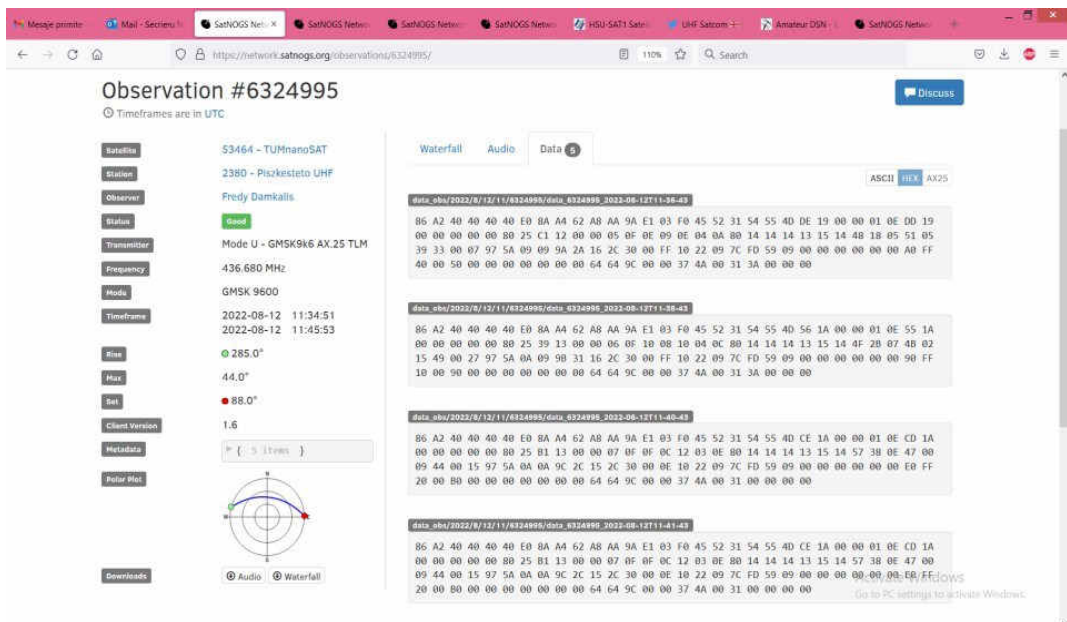 Mesaje primite
Mail - Secrieru N
SatNOGS Net
SatNOGS Netwo
SatNOGS Netwo
SatNOGS Netwo
HSU-SAT1 Satel
UHF Satcom
Amateur DSN -
SatNOGS Netwo
https://network.satnogs.org/observations/6324995/
110%
Search
Observation #6324995
Discuss
Timeframes are in UTC
Satellite 53464 - TUMnanoSAT
Station 2380 - Piszkesteto UHF
Observer Fredy Damkalis
Status Good
Transmitter Mode U - GMSK9k6 AX.25 TLM
Frequency 436.680 MHz
Mode GMSK 9600
Timeframe 2022-08-12 11:34:51
2022-08-12 11:45:53
Rise 285.0°
Max 44.0°
Set 88.0°
Client Version 1.6
Metadata { 5 items }
Polar Plot
N
W
E
S
Downloads Audio Waterfall
Waterfall Audio Data 5
ASCII HEX AX25
data_obs/2022/8/12/11/6324995/data_6324995_2022-08-12T11-36-43
86 A2 40 40 40 40 E0 8A A4 62 A8 AA 9A E1 03 F0 45 52 31 54 55 4D DE 19 00 00 01 0E DD 19
00 00 00 00 00 80 25 C1 12 00 00 05 0F 0E 09 0E 04 0A 80 14 14 14 13 15 14 48 18 05 51 05
39 33 00 07 97 5A 09 09 9A 2A 16 2C 30 00 FF 10 22 09 7C FD 59 09 00 00 00 00 00 00 A0 FF
40 00 50 00 00 00 00 00 00 00 64 64 9C 00 00 37 4A 00 31 3A 00 00 00
data_obs/2022/8/12/11/6324995/data_6324995_2022-08-12T11-38-43
86 A2 40 40 40 40 E0 8A A4 62 A8 AA 9A E1 03 F0 45 52 31 54 55 4D 56 1A 00 00 01 0E 55 1A
00 00 00 00 00 80 25 39 13 00 00 06 0F 10 08 10 04 0C 80 14 14 14 13 15 14 4F 2B 07 4B 02
15 49 00 27 97 5A 0A 09 9B 31 16 2C 30 00 FF 10 22 09 7C FD 59 09 00 00 00 00 00 00 90 FF
10 00 90 00 00 00 00 00 00 00 64 64 9C 00 00 37 4A 00 31 3A 00 00 00
data_obs/2022/8/12/11/6324995/data_6324995_2022-08-12T11-40-43
86 A2 40 40 40 40 E0 8A A4 62 A8 AA 9A E1 03 F0 45 52 31 54 55 4D CE 1A 00 00 01 0E CD 1A
00 00 00 00 00 80 25 B1 13 00 00 07 0F 0F 0C 12 03 0E 80 14 14 14 13 15 14 57 38 0E 47 00
09 44 00 15 97 5A 0A 0A 9C 2C 15 2C 30 00 0E 10 22 09 7C FD 59 09 00 00 00 00 00 00 E0 FF
20 00 B0 00 00 00 00 00 00 00 64 64 9C 00 00 37 4A 00 31 00 00 00 00
data_obs/2022/8/12/11/6324995/data_6324995_2022-08-12T11-41-43
86 A2 40 40 40 40 E0 8A A4 62 A8 AA 9A E1 03 F0 45 52 31 54 55 4D CE 1A 00 00 01 0E CD 1A
00 00 00 00 00 80 25 B1 13 00 00 07 0F 0F 0C 12 03 0E 80 14 14 14 13 15 14 57 38 0E 47 00
09 44 00 15 97 5A 0A 0A 9C 2C 15 2C 30 00 0E 10 22 09 7C FD 59 09 00 00 00 00 00 00 FF
20 00 B0 00 00 00 00 00 00 00 64 64 9C 00 00 37 4A 00 31 00 00 00 00
Activate Windows
Go to PC settings to activate Windows.